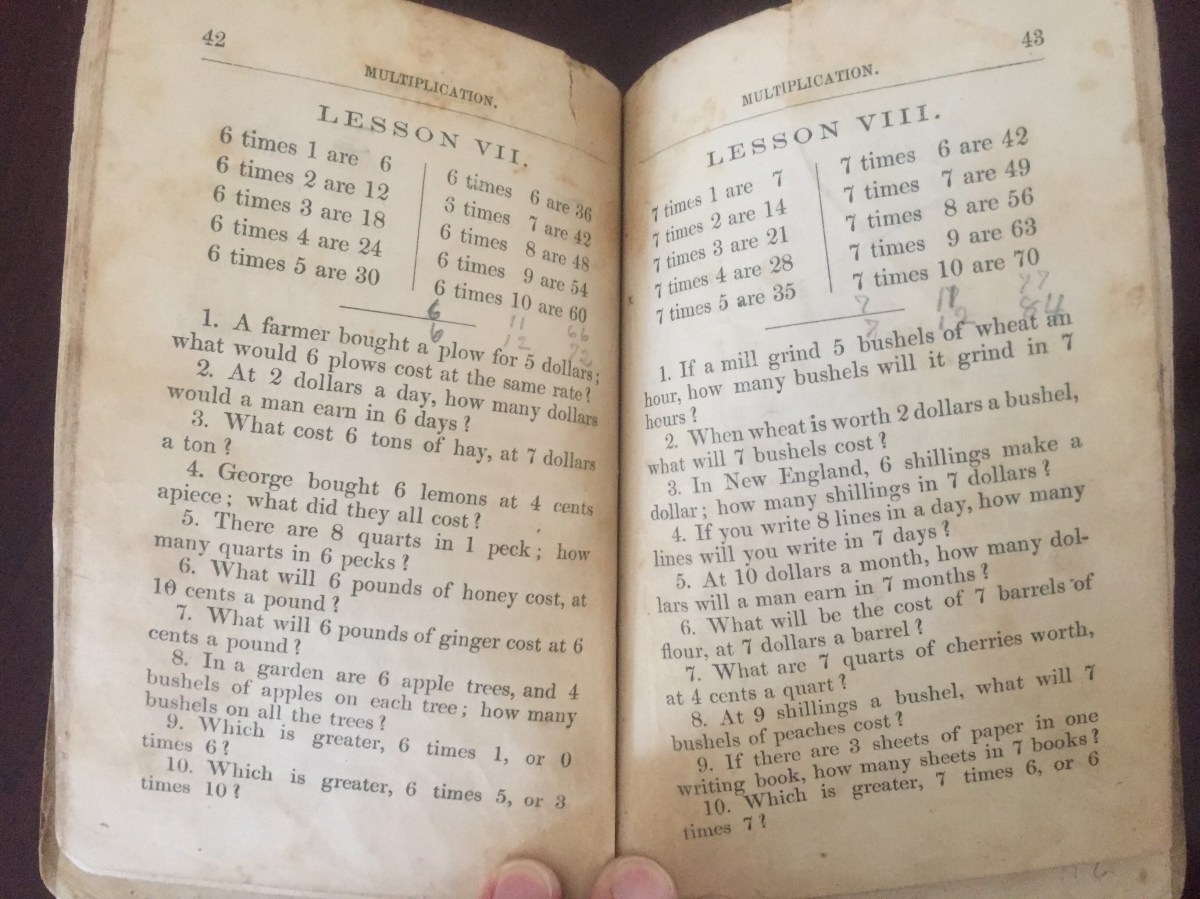 42
MULTIPLICATION.
LESSON VII.
6 times 1 are 6
6 times 2 are 12
6 times 3 are 18
6 times 4 are 24
6 times 5 are 30
6 times 6 are 36
6 times 7 are 42
6 times 8 are 48
6 times 9 are 54
6 times 10 are 60
6 11 66
6 12 72
1. A farmer bought a plow for 5 dollars;
what would 6 plows cost at the same rate?
2. At 2 dollars a day, how many dollars
would a man earn in 6 days?
3. What cost 6 tons of hay, at 7 dollars
a ton?
4. George bought 6 lemons at 4 cents
apiece; what did they all cost?
5. There are 8 quarts in 1 peck; how
many quarts in 6 pecks?
6. What will 6 pounds of honey cost, at
10 cents a pound?
7. What will 6 pounds of ginger cost at 6
cents a pound?
8. In a garden are 6 apple trees, and 4
bushels of apples on each tree; how many
bushels on all the trees?
9. Which is greater, 6 times 1, or 0
times 6?
10. Which is greater, 6 times 5, or 3
times 10?
43
MULTIPLICATION.
LESSON VIII.
7 times 1 are 7
7 times 2 are 14
7 times 3 are 21
7 times 4 are 28
7 times 5 are 35
7 times 6 are 42
7 times 7 are 49
7 times 8 are 56
7 times 9 are 63
7 times 10 are 70
7 11 77
7 12 84
1. If a mill grind 5 bushels of wheat an
hour, how many bushels will it grind in 7
hours?
2. When wheat is worth 2 dollars a bushel,
what will 7 bushels cost?
3. In New England, 6 shillings make a
dollar; how many shillings in 7 dollars?
4. If you write 8 lines in a day, how many
lines will you write in 7 days?
5. At 10 dollars a month, how many dol-
lars will a man earn in 7 months?
6. What will be the cost of 7 barrels of
flour, at 7 dollars a barrel?
7. What are 7 quarts of cherries worth,
at 4 cents a quart?
8. At 9 shillings a bushel, what will 7
bushels of peaches cost?
9. If there are 3 sheets of paper in one
writing book, how many sheets in 7 books?
10. Which is greater, 7 times 6, or 6
times 7?